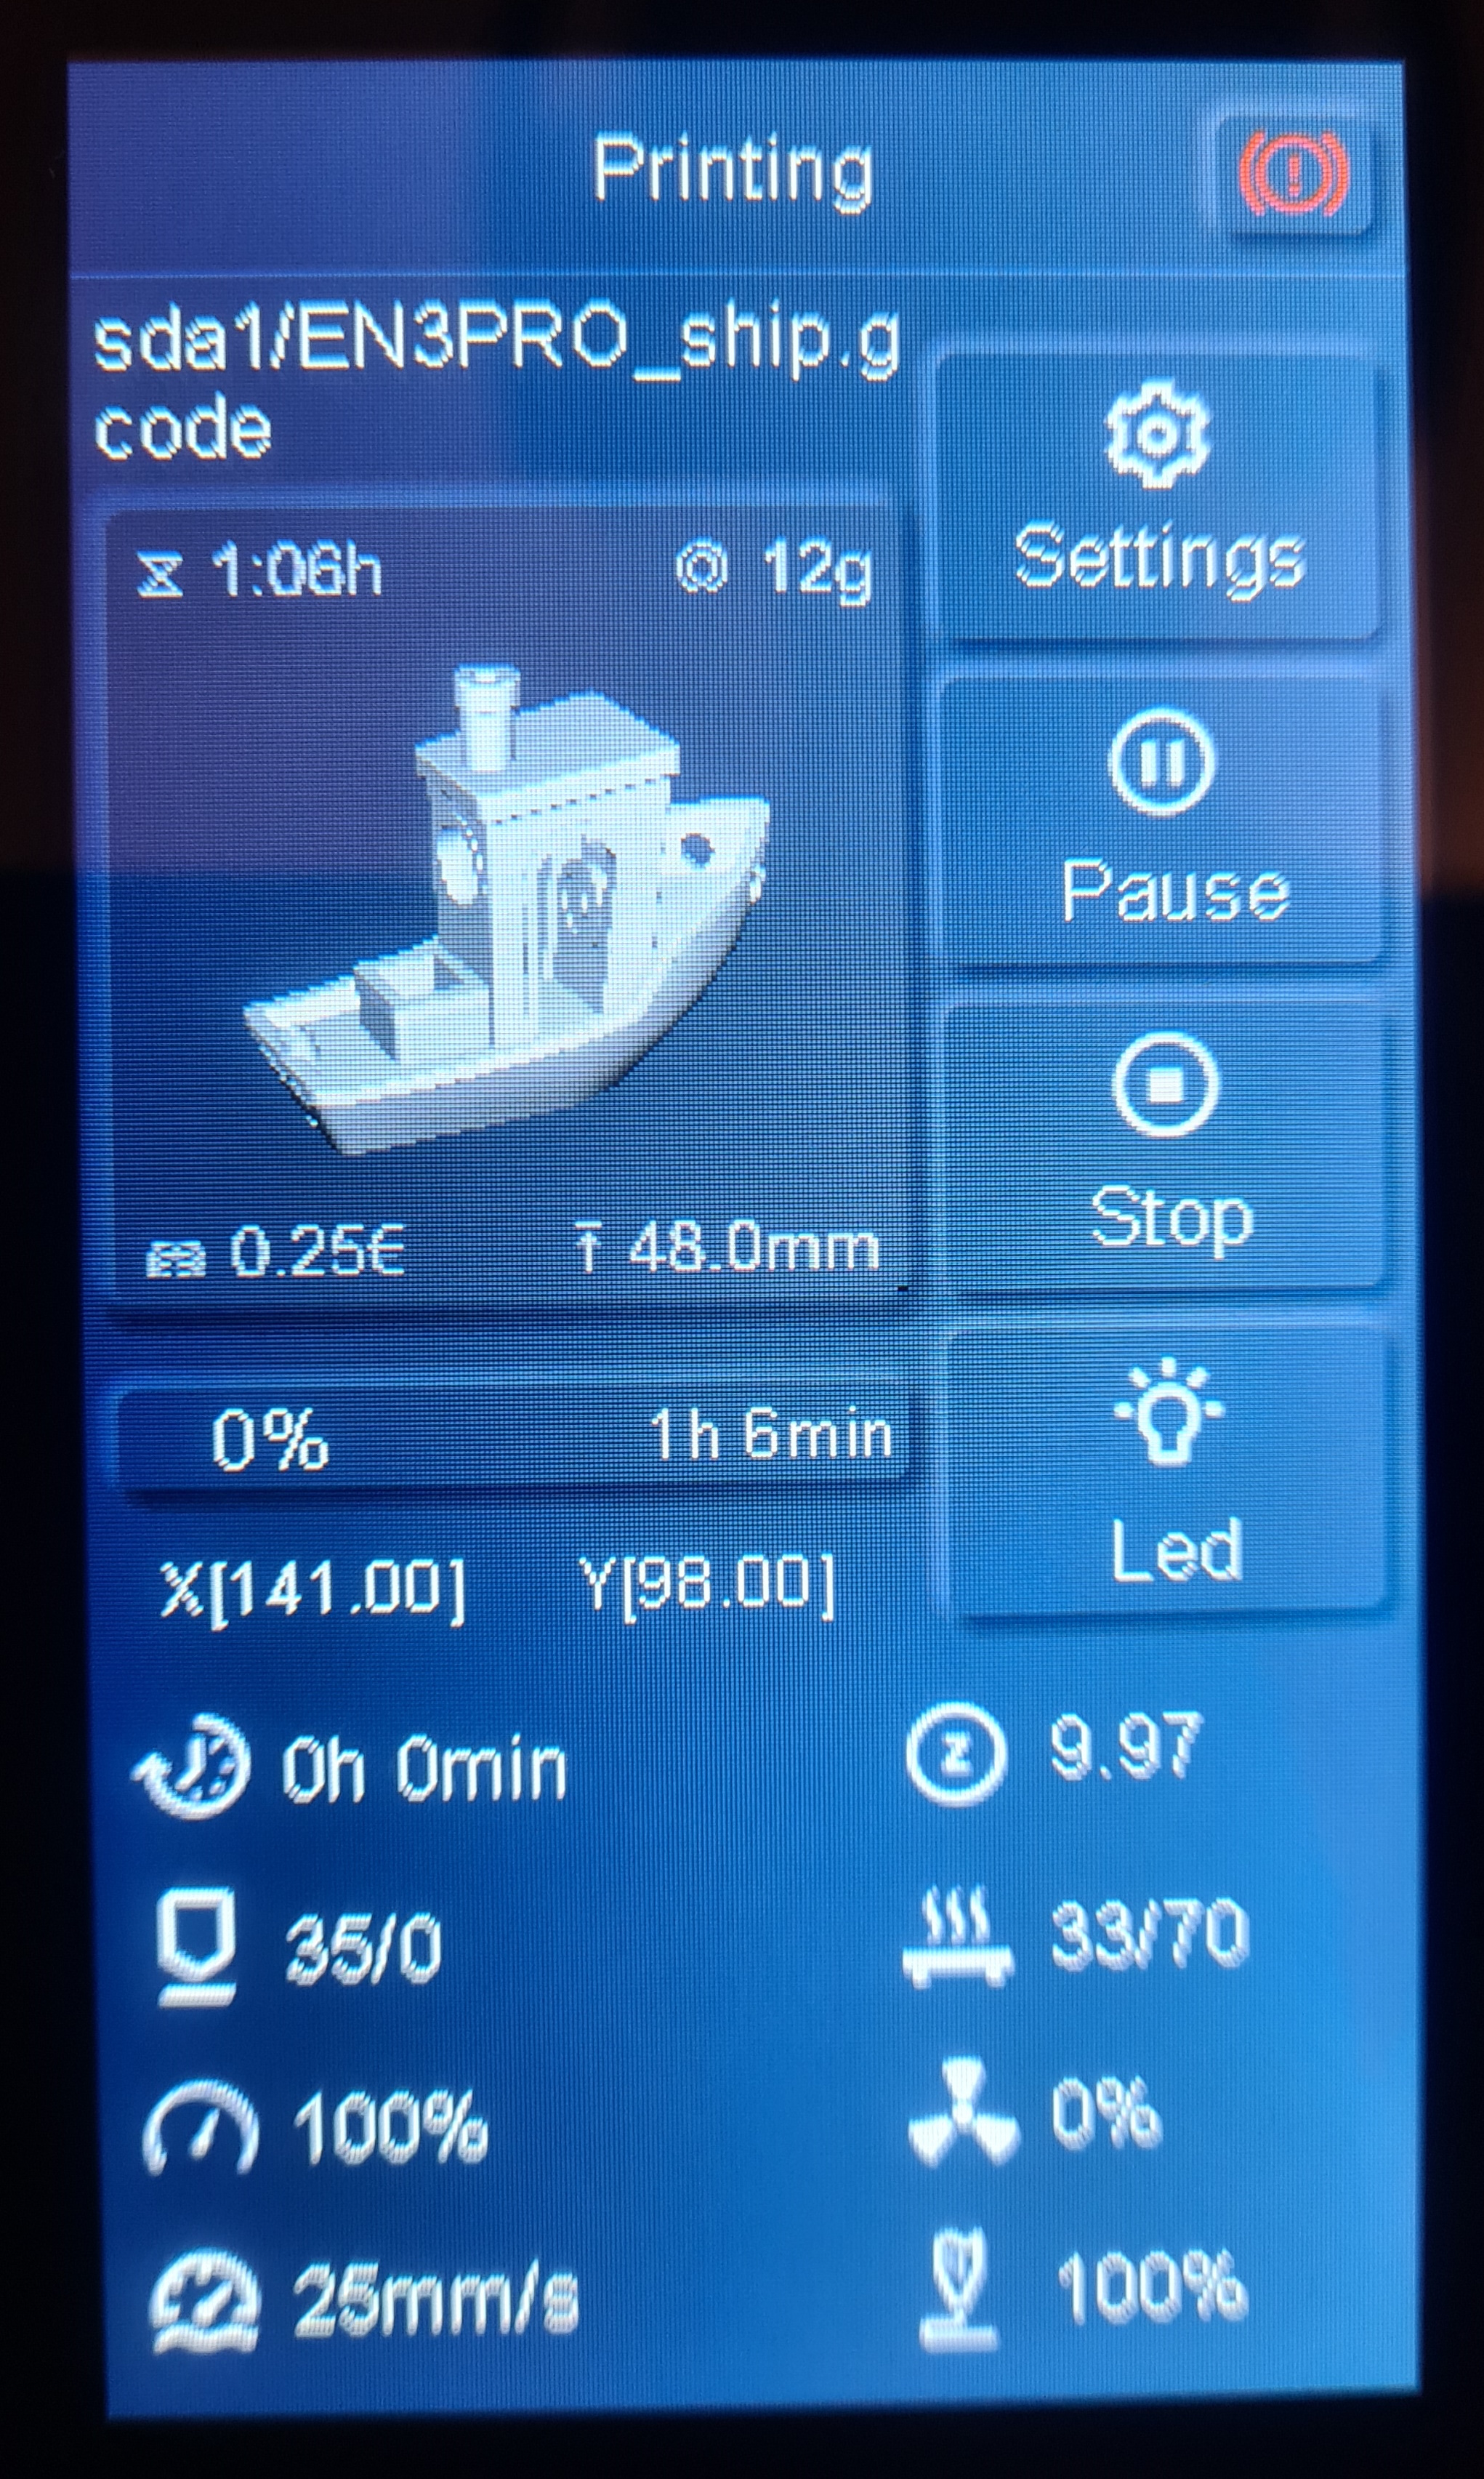 Printing
sda1/EN3PRO_ship.g
code
1:06h 12g
0.25€ 48.0mm
0% 1h 6min
X[141.00] Y[98.00]
Settings
Pause
Stop
Led
0h 0min Z 9.97
35/0 33/70
100% 0%
25mm/s 100%